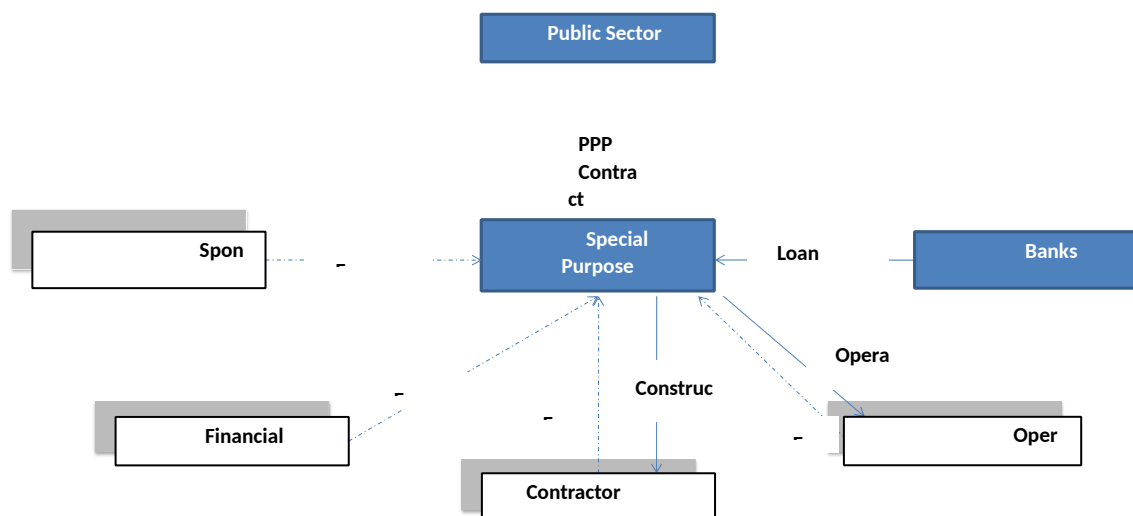 Public Sector
PPP
Contra
ct
Spon
Special
Purpose
Loan
Banks
Opera
Construc
Financial
Oper
Contractor